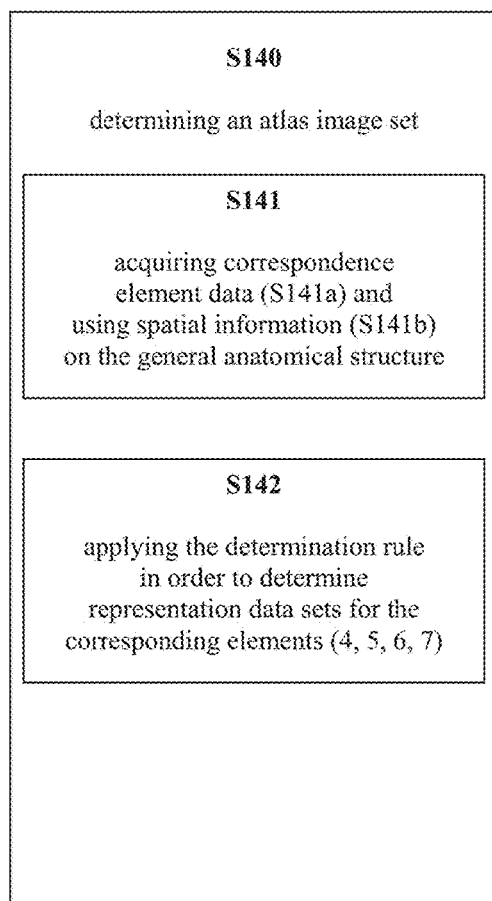 S140
determining an atlas image set
S141
acquiring correspondence
element data (S141a) and
using spatial information (S141b)
on the general anatomical structure
S142
applying the determination rule
in order to determine
representation data sets for the
corresponding elements (4, 5, 6, 7)